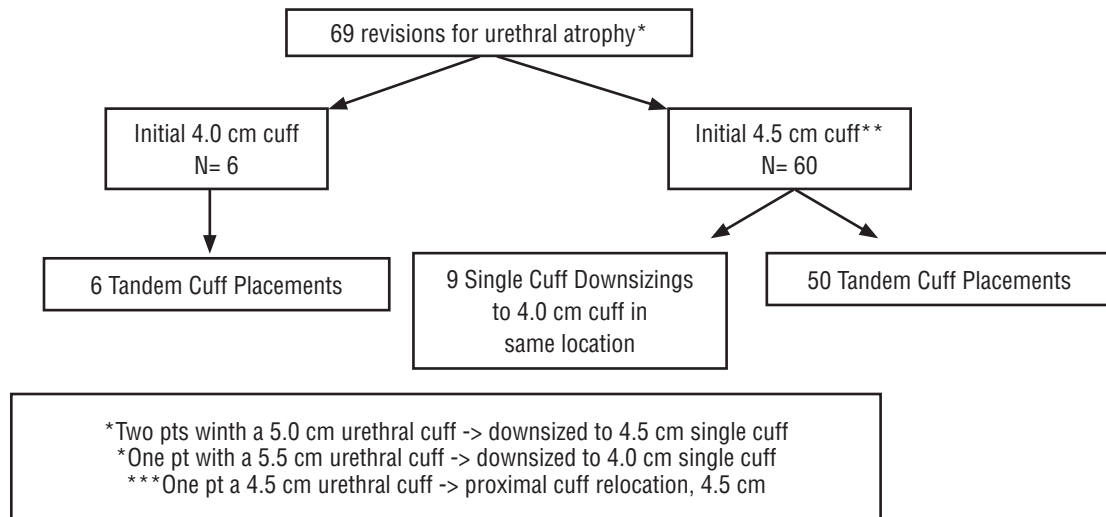 69 revisions for urethral atrophy*
Initial 4.0 cm cuff
N= 6
Initial 4.5 cm cuff**
N= 60
6 Tandem Cuff Placements
9 Single Cuff Downsizings
to 4.0 cm cuff in
same location
50 Tandem Cuff Placements
*Two pts winth a 5.0 cm urethral cuff -> downsized to 4.5 cm single cuff
*One pt with a 5.5 cm urethral cuff -> downsized to 4.0 cm single cuff
***One pt a 4.5 cm urethral cuff -> proximal cuff relocation, 4.5 cm